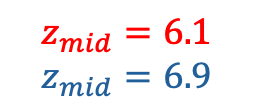 z_mid = 6.1
z_mid = 6.9